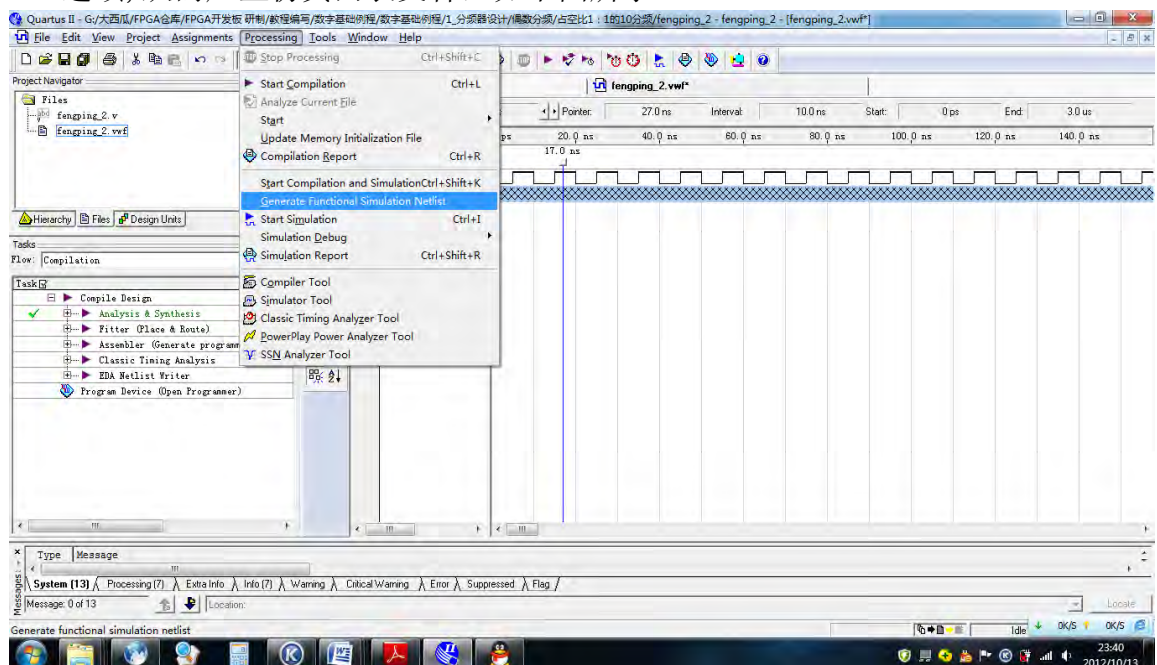 Quartus II - G:/大西瓜/FPGA仓库/FPGA开发板 研制/教程编写/数字基础例程/数字基础例程/1_分频器设计/偶数分频/占空比1：1的10分频/fengping_2 - fengping_2 - [fengping_2.vwf*]
File Edit View Project Assignments Processing Tools Window Help
Stop Processing Ctrl+Shift+C
Project Navigator
Files
fengping_2.v
fengping_2.vwf
Hierarchy Files Design Units
Tasks
Flow: Compilation
Task
Compile Design
Analysis & Synthesis
Fitter (Place & Route)
Assembler (Generate programm
Classic Timing Analysis
EDA Netlist Writer
Program Device (Open Programmer)
Start Compilation Ctrl+L
Analyze Current File
Start
Update Memory Initialization File
Compilation Report Ctrl+R
Start Compilation and Simulation Ctrl+Shift+K
Generate Functional Simulation Netlist
Start Simulation Ctrl+I
Simulation Debug
Simulation Report Ctrl+Shift+R
Compiler Tool
Simulator Tool
Classic Timing Analyzer Tool
PowerPlay Power Analyzer Tool
SSN Analyzer Tool
fengping_2.vwf*
Pointer: 27.0 ns Interval: 10.0 ns Start: 0 ps End: 3.0 us
ps 20.0 ns 40.0 ns 60.0 ns 80.0 ns 100.0 ns 120.0 ns 140.0 ns
17.0 ns
Type Message
System (13) Processing (7) Extra Info Info (7) Warning Critical Warning Error Suppressed Flag
Messages
Message: 0 of 13 Location: Locate
Generate functional simulation netlist Idle 0K/S 0K/S
23:40
2012/10/13